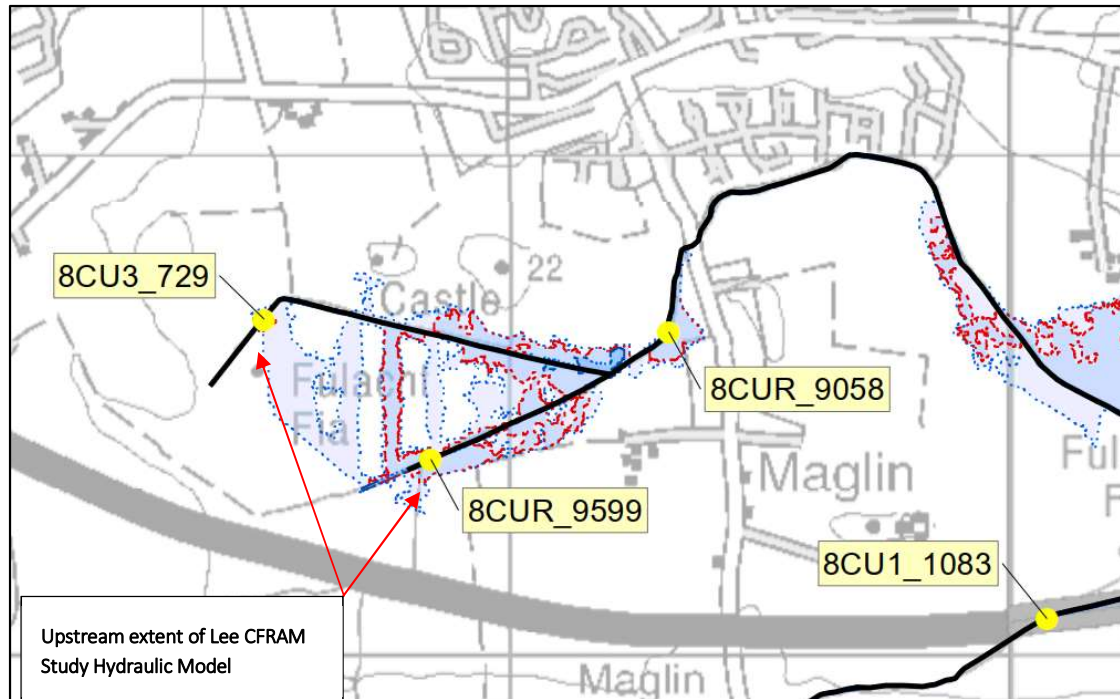 8CU3_729
22
Castle
Fulacht
Fia
8CUR_9058
8CUR_9599
Maglin
Ful
F
8CU1_1083
Upstream extent of Lee CFRAM
Study Hydraulic Model
Maglin